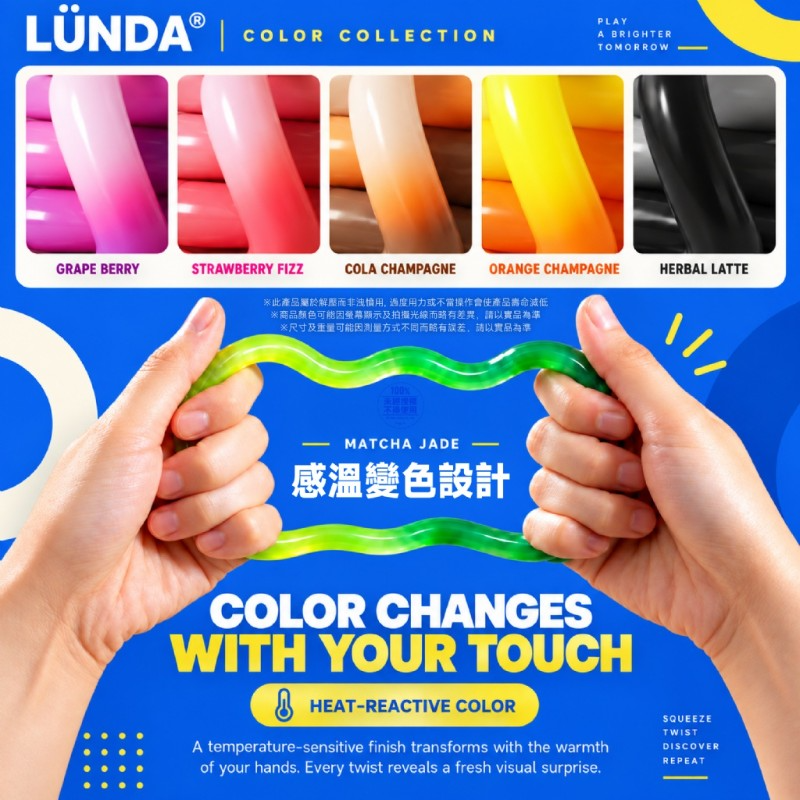 LÜNDA®
COLOR COLLECTION
PLAY
A BRIGHTER
TOMORROW
GRAPE BERRY
STRAWBERRY FIZZ
COLA CHAMPAGNE
ORANGE CHAMPAGNE
HERBAL LATTE
※此產品屬於解壓而非洩憤用, 過度用力或不當操作會使產品壽命減低
※商品顏色可能因螢幕顯示及拍攝光線而略有差異, 請以實品為準
※尺寸及重量可能因測量方式不同而略有誤差, 請以實品為準
100%
MATCHA JADE
感溫變色設計
COLOR CHANGES
WITH YOUR TOUCH
HEAT-REACTIVE COLOR
A temperature-sensitive finish transforms with the warmth
of your hands. Every twist reveals a fresh visual surprise.
SQUEEZE
TWIST
DISCOVER
REPEAT